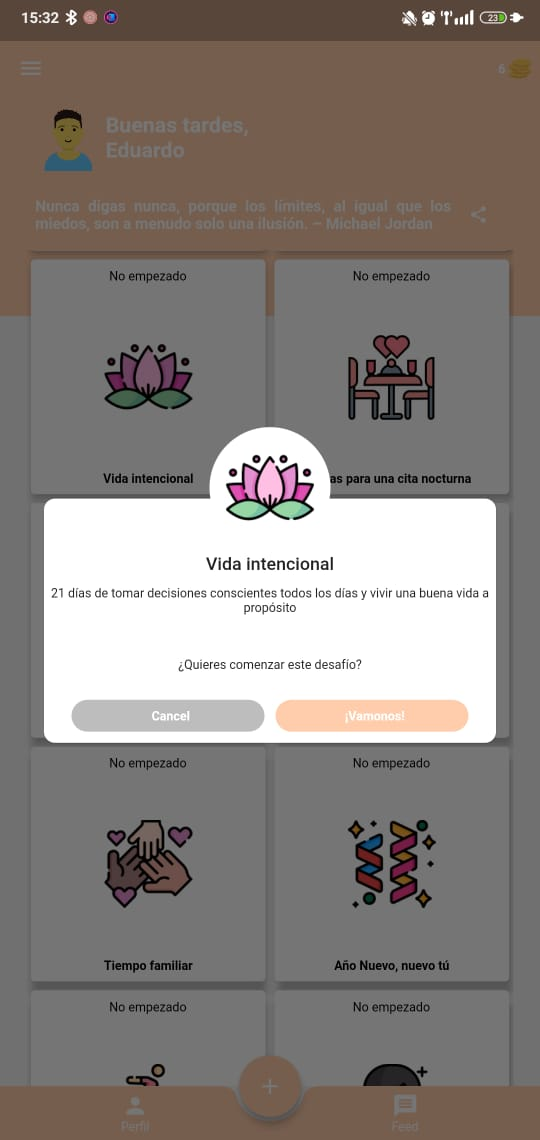 15:32
23
6
Buenas tardes,
Eduardo
Nunca digas nunca, porque los límites, al igual que los
miedos, son a menudo solo una ilusión. – Michael Jordan
No empezado
No empezado
Vida intencional
para una cita nocturna
Vida intencional
21 días de tomar decisiones conscientes todos los días y vivir una buena vida a
propósito
¿Quieres comenzar este desafío?
Cancel
¡Vamonos!
No empezado
No empezado
Tiempo familiar
Año Nuevo, nuevo tú
No empezado
No empezado
Perfil
Feed